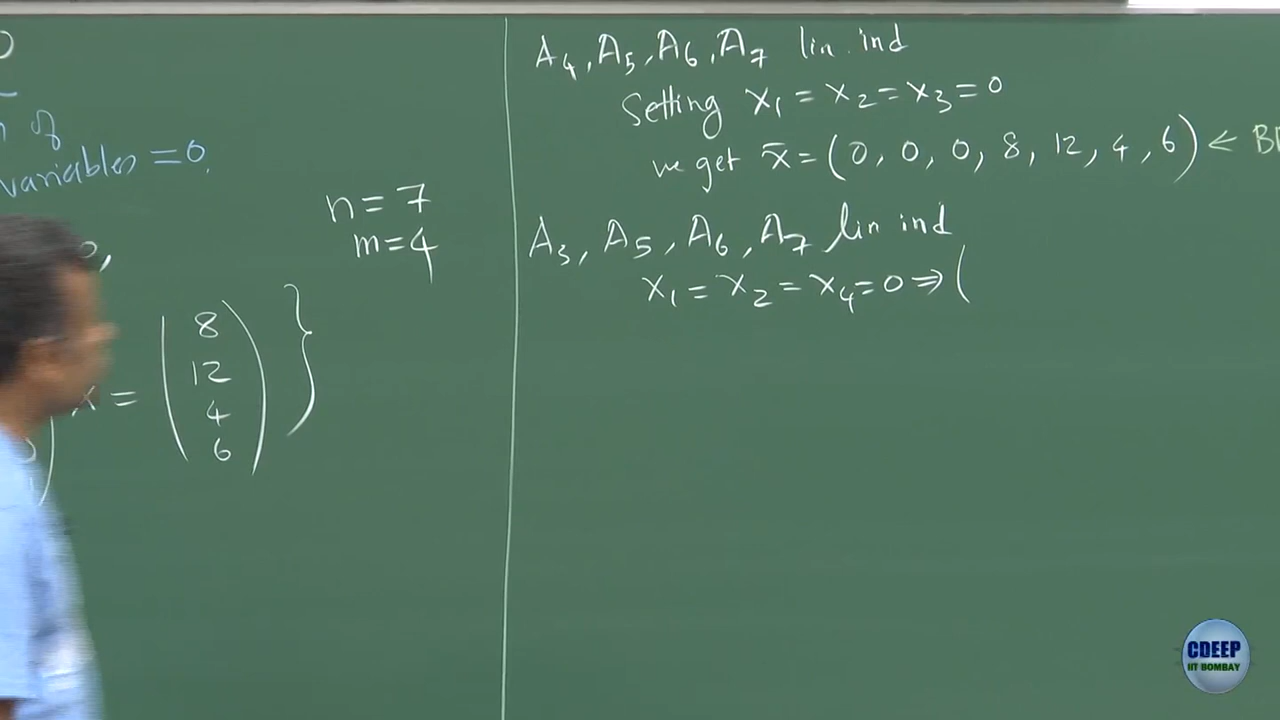 of
variables = 0.
n = 7
m = 4
x = ( 8
12
4
6 ) }
A₄, A₅, A₆, A₇ lin. ind
Setting x₁ = x₂ = x₃ = 0
we get x̄ = (0, 0, 0, 8, 12, 4, 6) ←
A₃, A₅, A₆, A₇ lin ind
x₁ = x₂ = x₄ = 0 ⇒ (
CDEEP
IIT BOMBAY